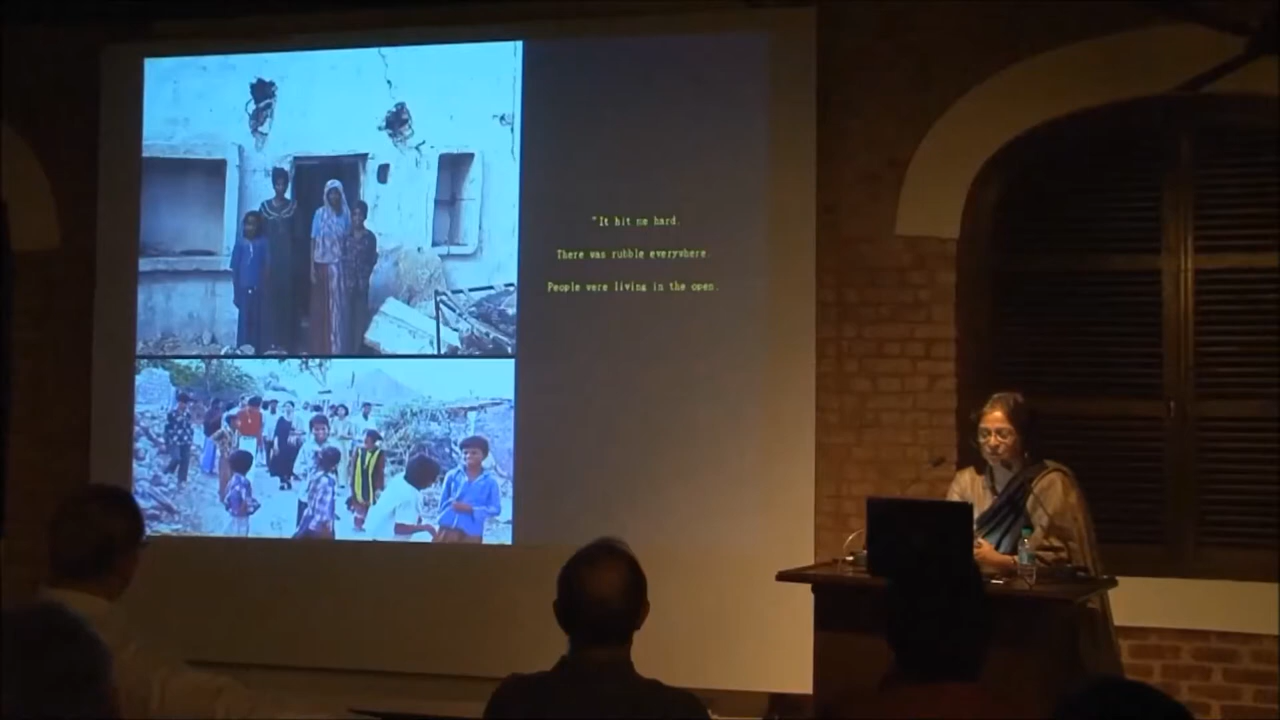 "It hit me hard.
There was rubble everywhere.
People were living in the open.